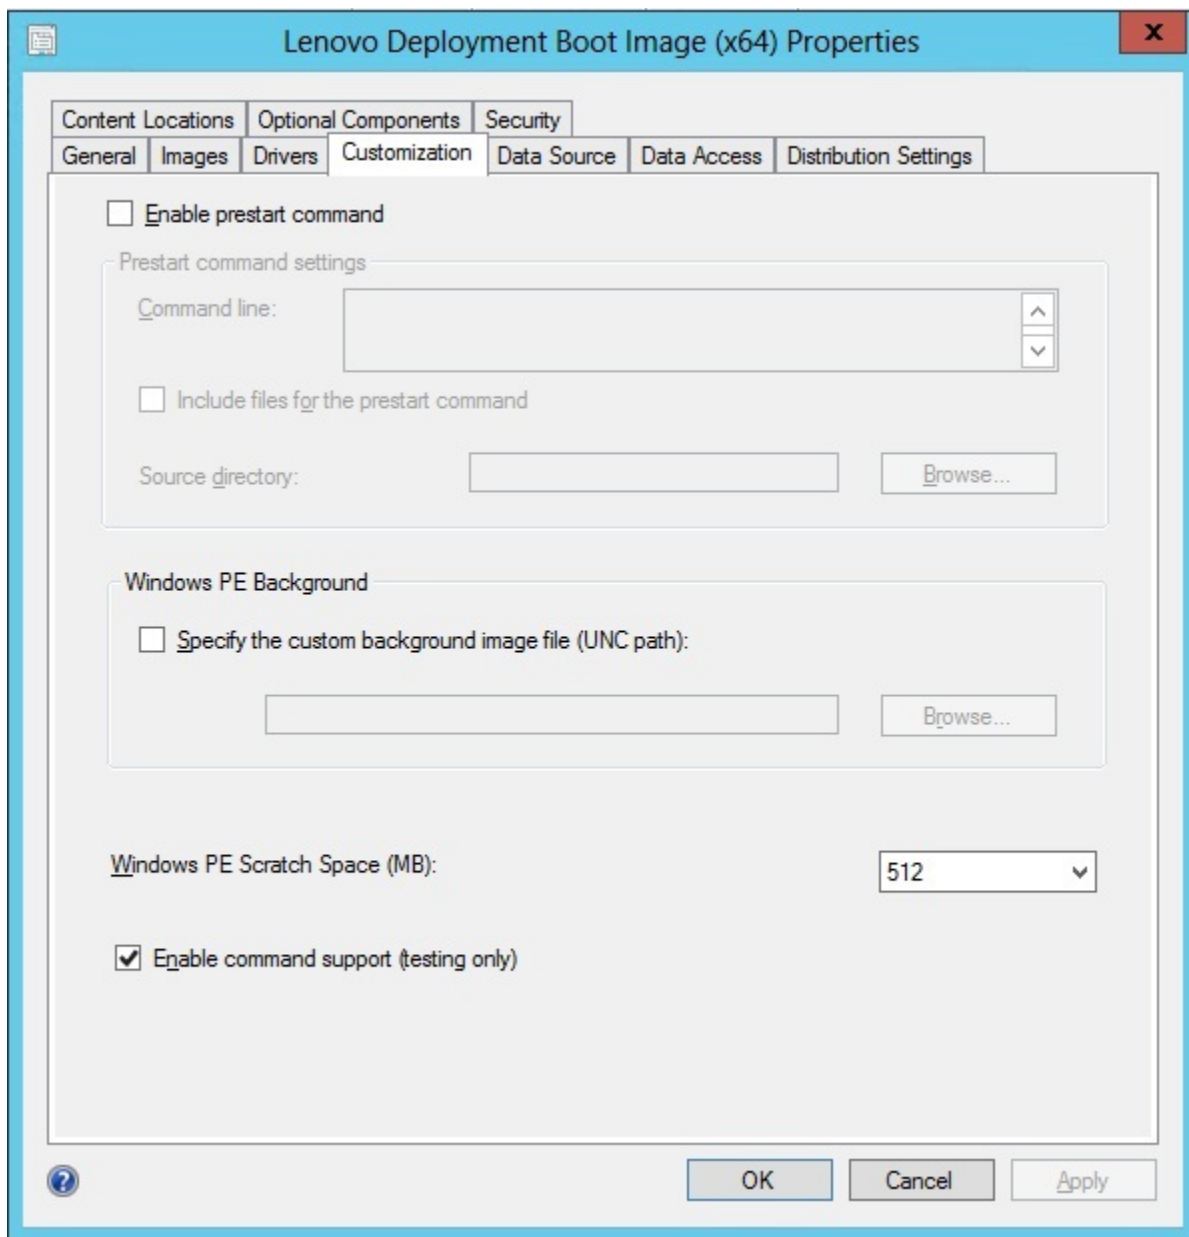 Lenovo Deployment Boot Image (x64) Properties
x
Content Locations Optional Components Security
General Images Drivers Customization Data Source Data Access Distribution Settings
Enable prestart command
Prestart command settings
Command line:
Include files for the prestart command
Source directory: Browse...
Windows PE Background
Specify the custom background image file (UNC path):
Browse...
Windows PE Scratch Space (MB): 512
Enable command support (testing only)
? OK Cancel Apply